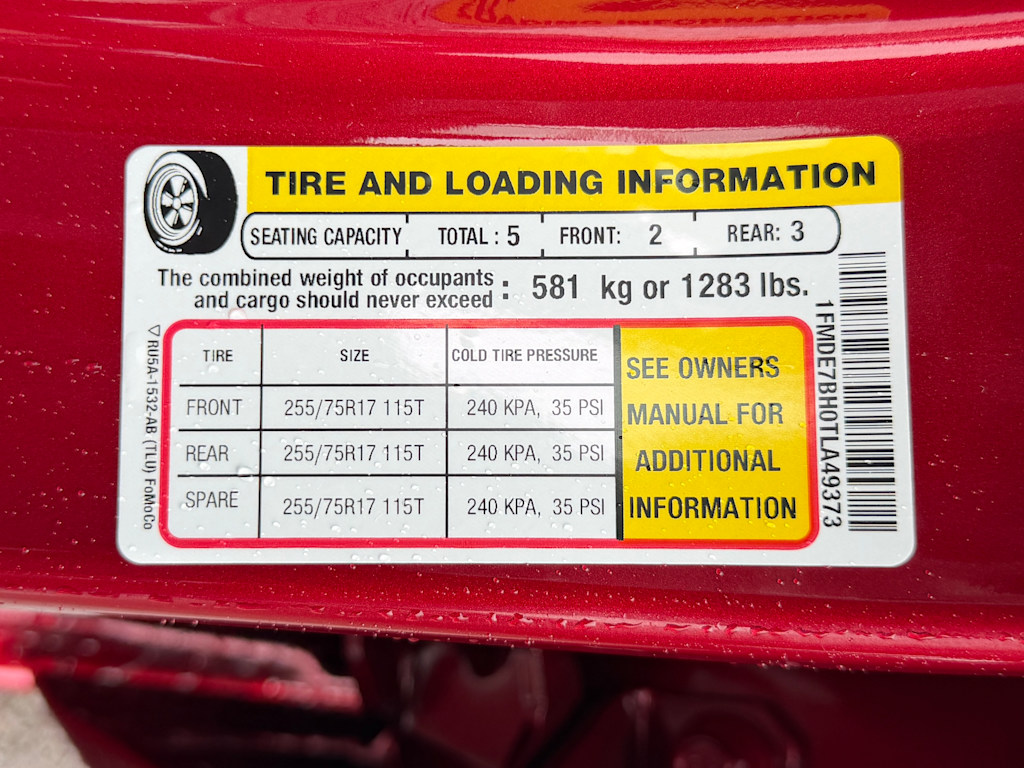 TIRE AND LOADING INFORMATION
SEATING CAPACITY TOTAL : 5 FRONT: 2 REAR: 3
The combined weight of occupants
and cargo should never exceed : 581 kg or 1283 lbs.
TIRE SIZE COLD TIRE PRESSURE
FRONT 255/75R17 115T 240 KPA, 35 PSI
REAR 255/75R17 115T 240 KPA, 35 PSI
SPARE 255/75R17 115T 240 KPA, 35 PSI
SEE OWNERS
MANUAL FOR
ADDITIONAL
INFORMATION
RU5A-1532-AB (TLU) FoMoCo
1FMDE7BH0TLA49373